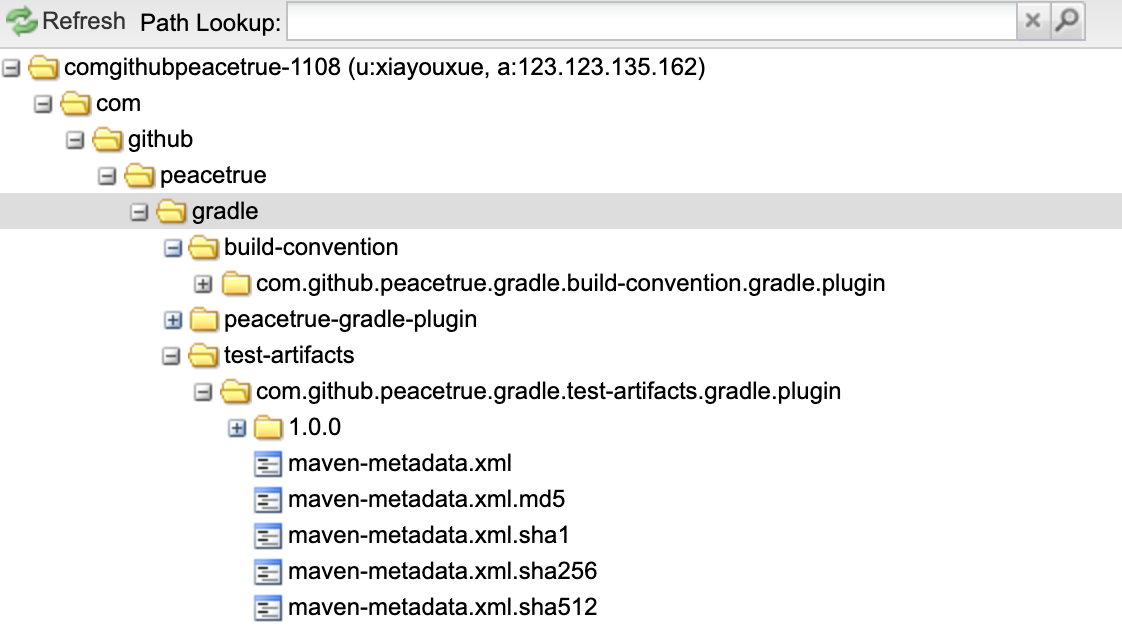 Refresh Path Lookup:
comgithubpeacetrue-1108 (u:xiayouxue, a:123.123.135.162)
com
github
peacetrue
gradle
build-convention
com.github.peacetrue.gradle.build-convention.gradle.plugin
peacetrue-gradle-plugin
test-artifacts
com.github.peacetrue.gradle.test-artifacts.gradle.plugin
1.0.0
maven-metadata.xml
maven-metadata.xml.md5
maven-metadata.xml.sha1
maven-metadata.xml.sha256
maven-metadata.xml.sha512